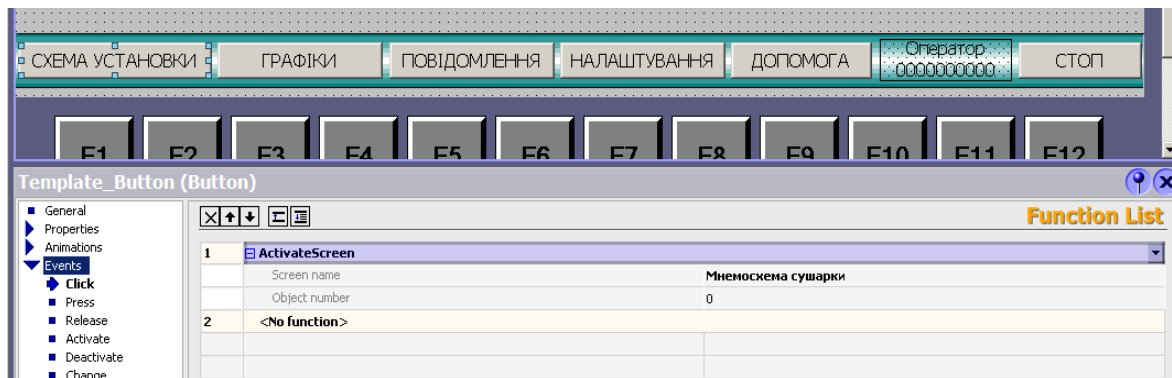 СХЕМА УСТАНОВКИ ГРАФІКИ ПОВІДОМЛЕННЯ НАЛАШТУВАННЯ ДОПОМОГА Оператор СТОП
0000000000
F1 F2 F3 F4 F5 F6 F7 F8 F9 F10 F11 F12
Template_Button (Button)
General
Function List
Properties
Animations
1 ActivateScreen
Events
Screen name Мнемосхема сушарки
Click
Press
Object number 0
Release
2 <No function>
Activate
Deactivate
Change